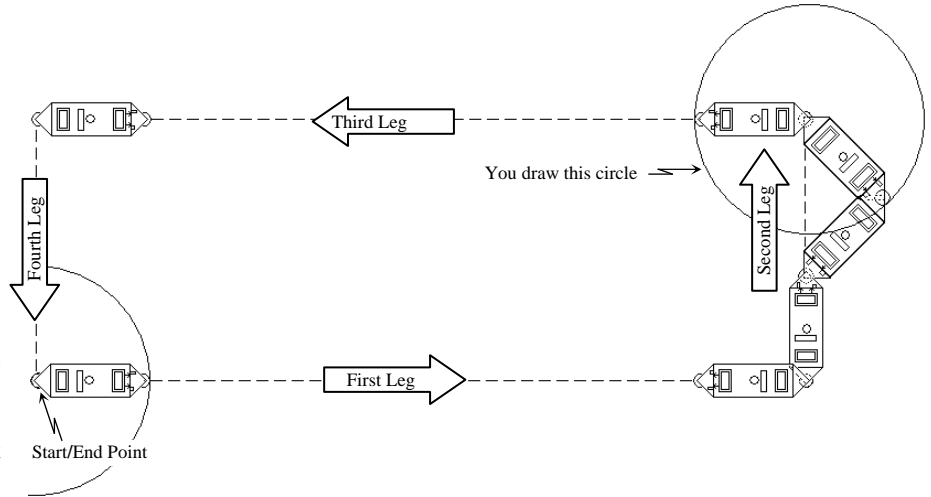 Third Leg
You draw this circle
Second Leg
Fourth Leg
First Leg
Start/End Point